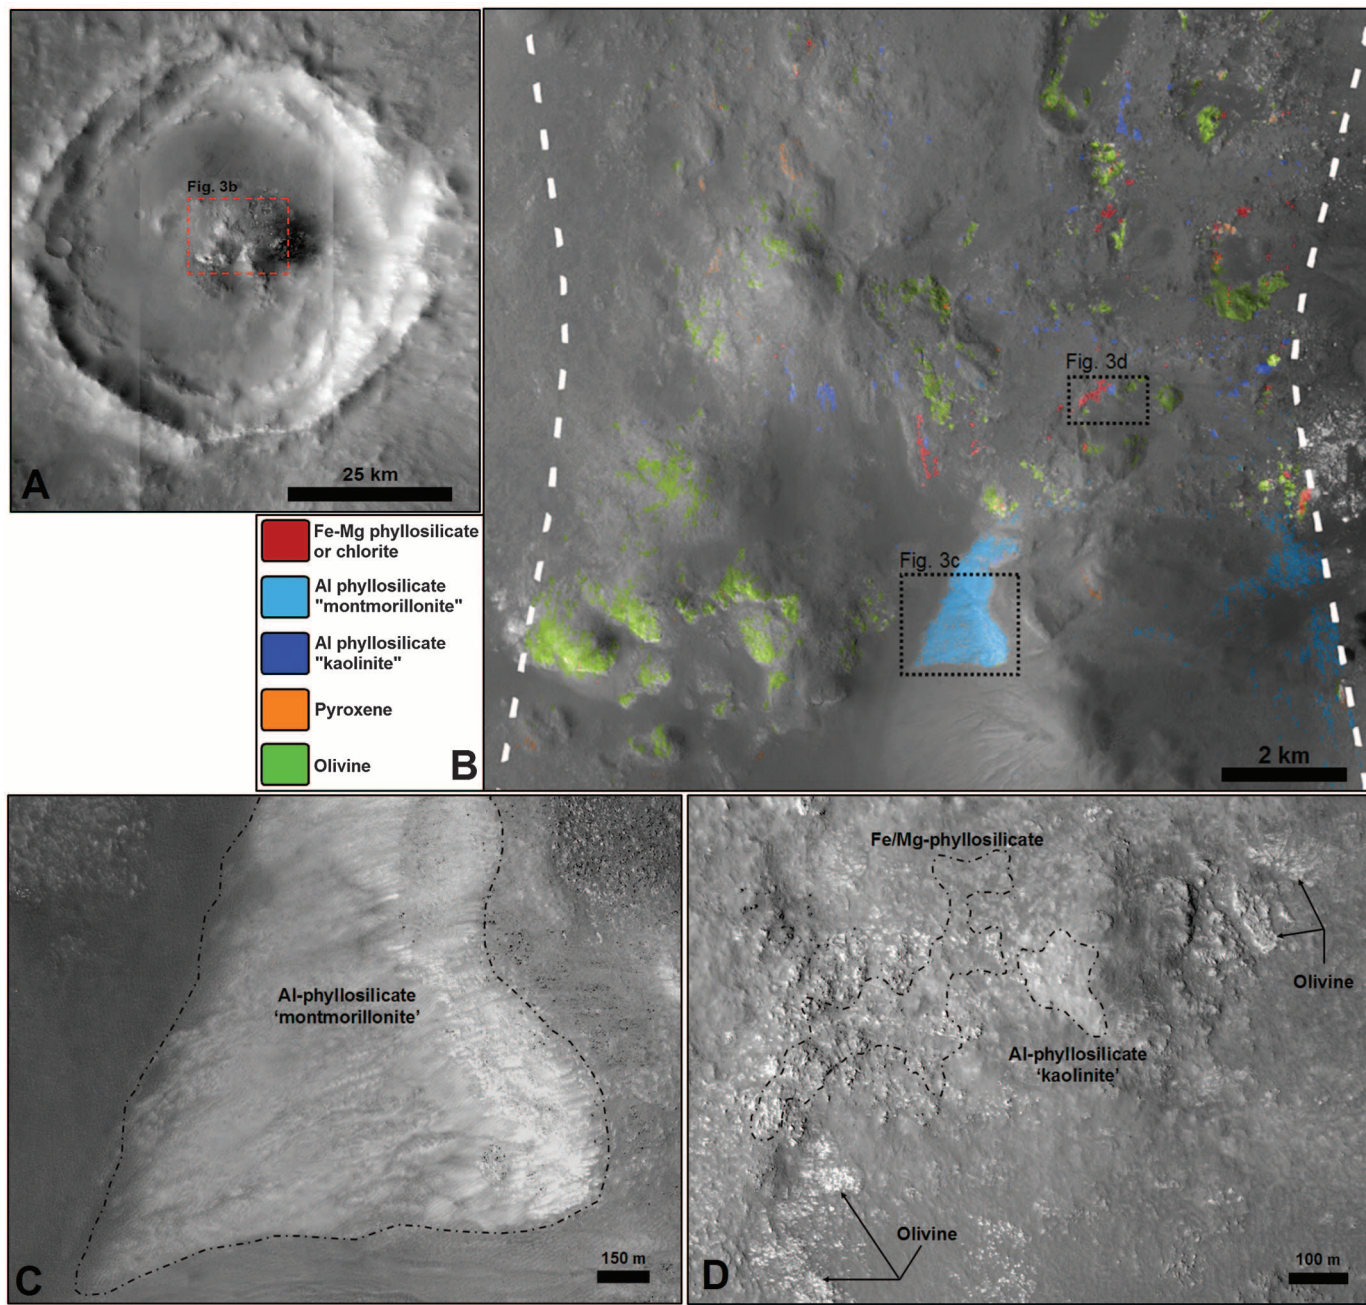 Fig. 3b
A
25 km
Fe-Mg phyllosilicate
or chlorite
Al phyllosilicate
"montmorillonite"
Al phyllosilicate
"kaolinite"
Pyroxene
Olivine
Fig. 3d
Fig. 3c
B
2 km
Al-phyllosilicate
‘montmorillonite’
C
150 m
Fe/Mg-phyllosilicate
Olivine
Al-phyllosilicate
‘kaolinite’
Olivine
D
100 m